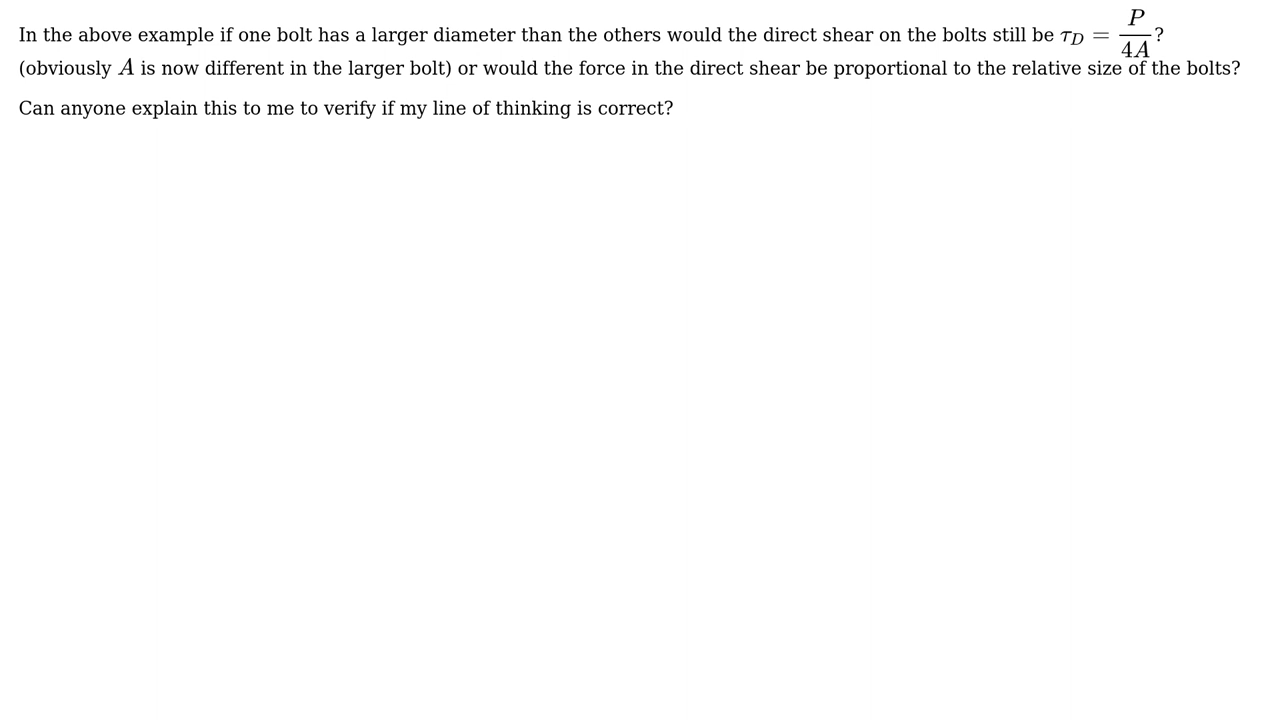 In the above example if one bolt has a larger diameter than the others would the direct shear on the bolts still be $\tau_D = \dfrac{P}{4A}$?
(obviously $A$ is now different in the larger bolt) or would the force in the direct shear be proportional to the relative size of the bolts?
Can anyone explain this to me to verify if my line of thinking is correct?